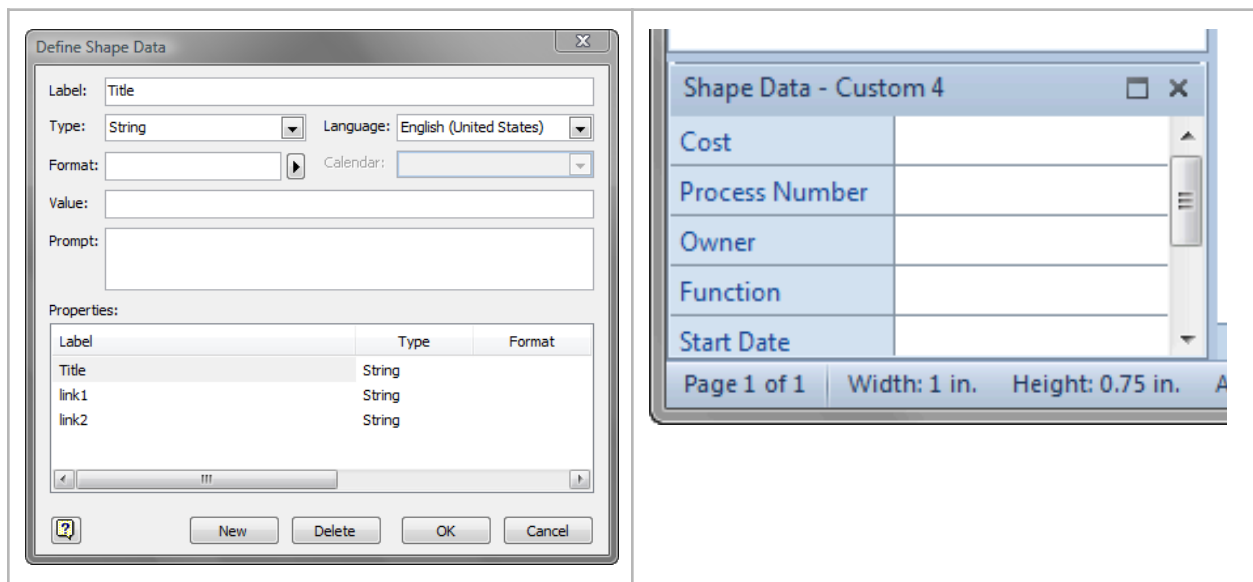 Define Shape Data
Label: Title
Type: String Language: English (United States)
Format: Calendar:
Value:
Prompt:
Properties:
Label Type Format
Title String
link1 String
link2 String
New Delete OK Cancel
Shape Data - Custom 4
Cost
Process Number
Owner
Function
Start Date
Page 1 of 1 Width: 1 in. Height: 0.75 in. A